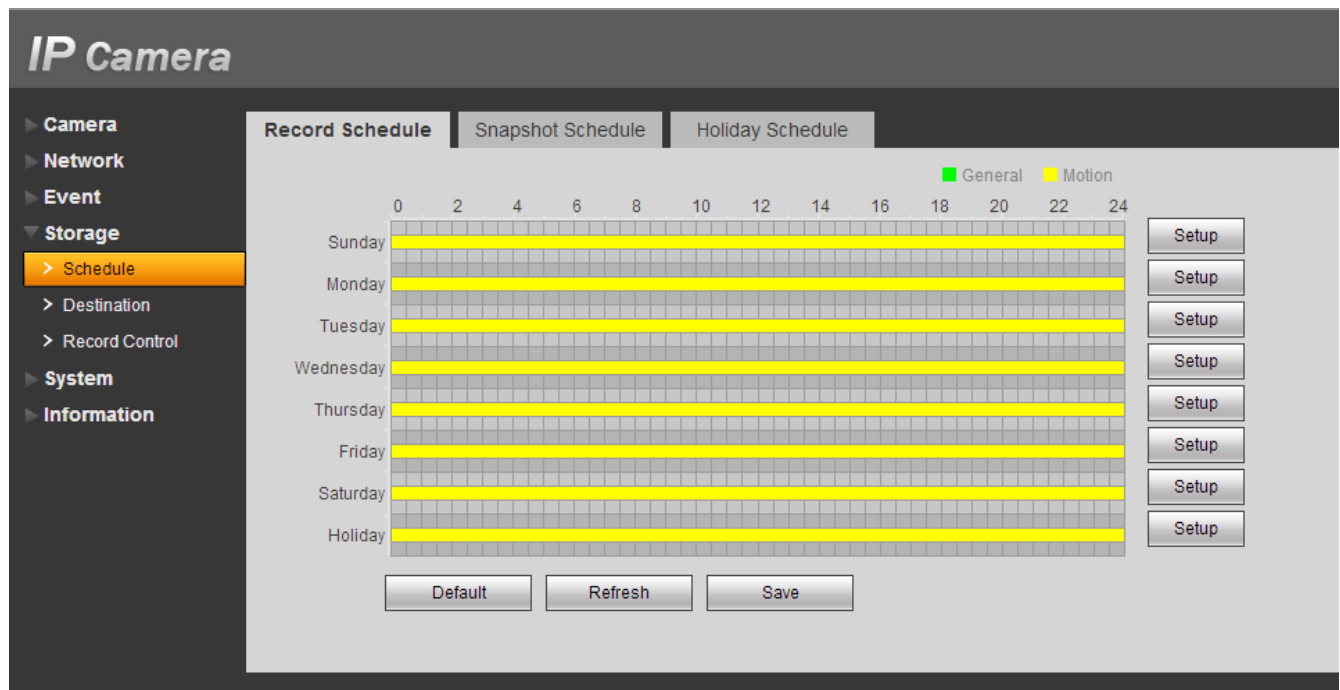 IP Camera
Camera
Network
Event
Storage
> Schedule
> Destination
> Record Control
System
Information
Record Schedule Snapshot Schedule Holiday Schedule
General Motion
0 2 4 6 8 10 12 14 16 18 20 22 24
Sunday Setup
Monday Setup
Tuesday Setup
Wednesday Setup
Thursday Setup
Friday Setup
Saturday Setup
Holiday Setup
Default Refresh Save